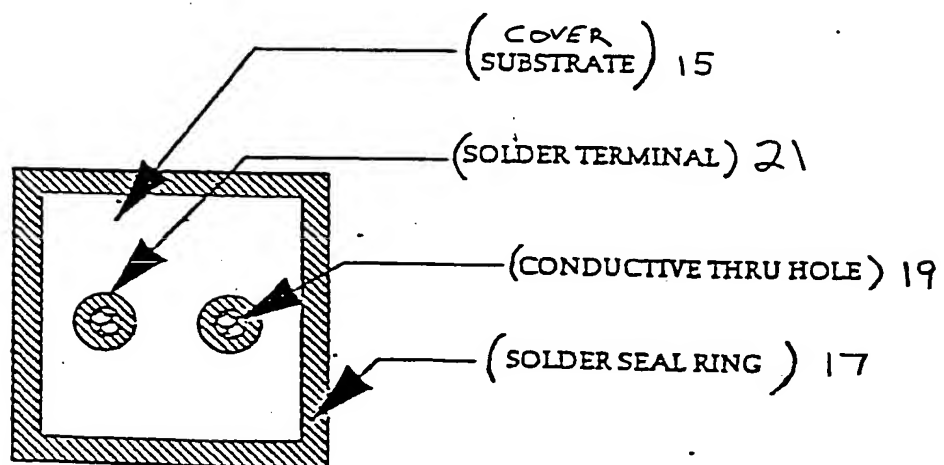 (COVER
SUBSTRATE) 15
(SOLDER TERMINAL) 21
(CONDUCTIVE THRU HOLE) 19
(SOLDER SEAL RING) 17